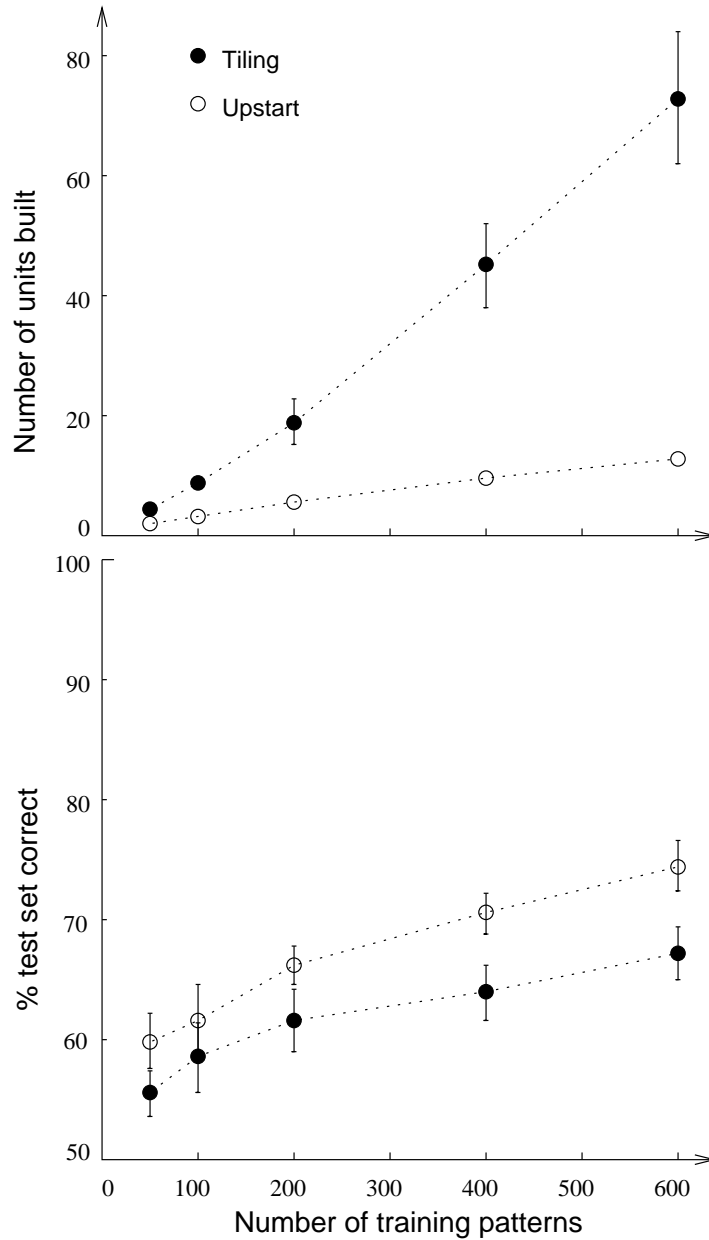 80
Tiling
Upstart
60
40
20
0
Number of units built
100
90
80
70
60
50
% test set correct
0 100 200 300 400 500 600
Number of training patterns